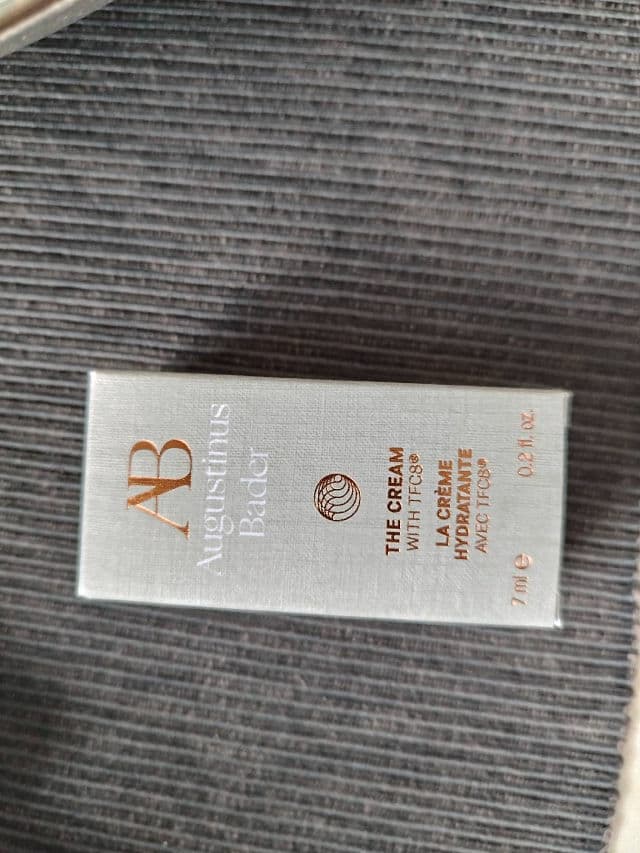 AB
Augustinus
Bader
THE CREAM
WITH TFC8®
LA CRÈME
HYDRATANTE
AVEC TFC8®
7 ml ℮ 0.2 fl. oz.